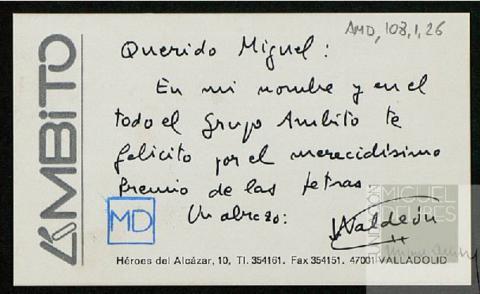 AMD, 108, 1, 26
Querido Miguel:
En mi nombre y en el
todo el Grupo Ambito te
felicito por el merecidísimo
Premio de las Letras
Un abrazo:
Valdeón
AMBITO
MD
FUNDACIÓN
MIGUEL
DELIBES
Héroes del Alcázar, 10, Tl. 354161. Fax 354151. 47001 VALLADOLID